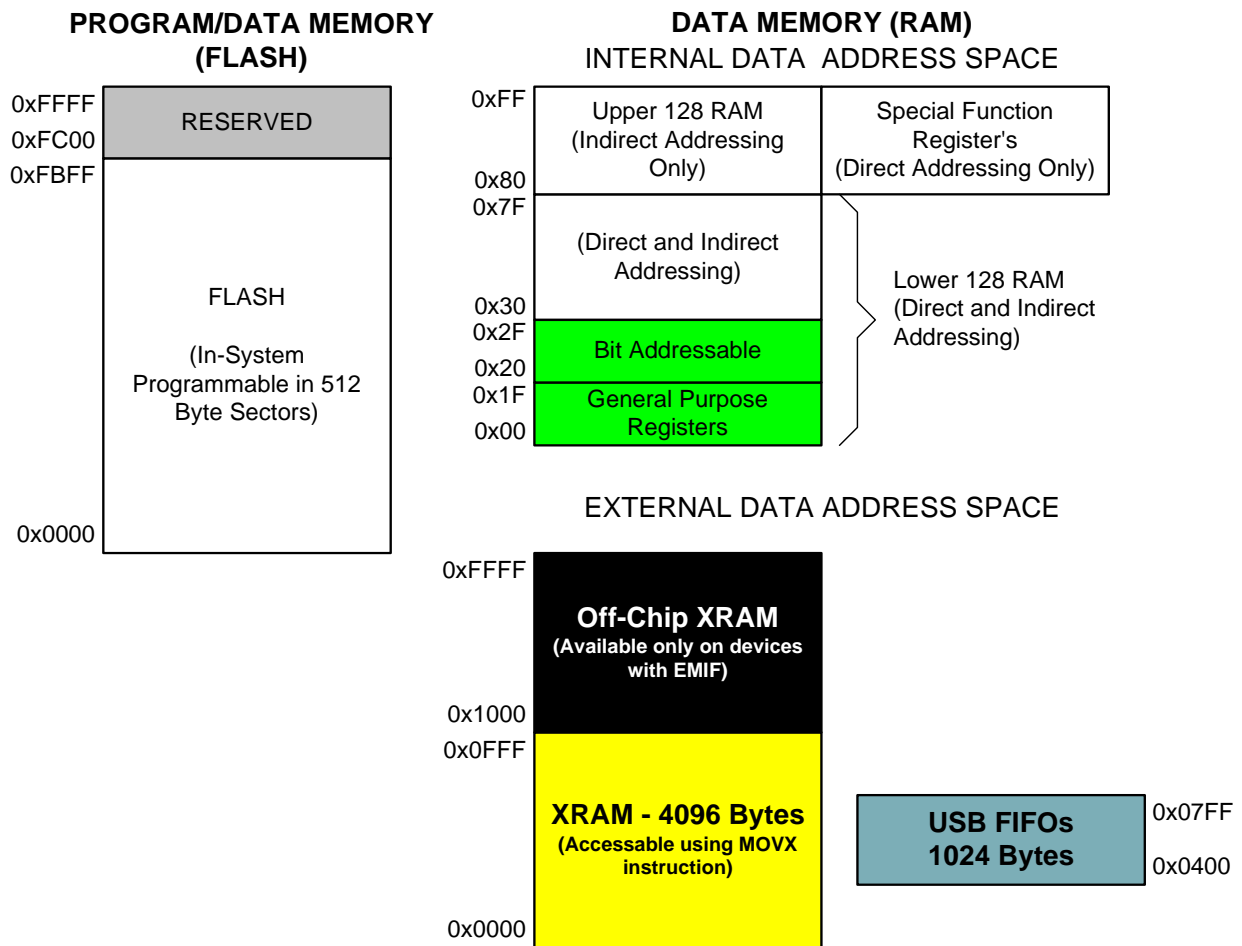 PROGRAM/DATA MEMORY
(FLASH)
0xFFFF
RESERVED
0xFC00
0xFBFF
FLASH
(In-System
Programmable in 512
Byte Sectors)
0x0000
DATA MEMORY (RAM)
INTERNAL DATA ADDRESS SPACE
0xFF
Upper 128 RAM
(Indirect Addressing
Only)
0x80
Special Function
Register's
(Direct Addressing Only)
0x7F
(Direct and Indirect
Addressing)
0x30
Lower 128 RAM
(Direct and Indirect
Addressing)
0x2F
Bit Addressable
0x20
0x1F
General Purpose
Registers
0x00
EXTERNAL DATA ADDRESS SPACE
0xFFFF
Off-Chip XRAM
(Available only on devices
with EMIF)
0x1000
0x0FFF
XRAM - 4096 Bytes
(Accessable using MOVX
instruction)
0x0000
USB FIFOs
1024 Bytes
0x07FF
0x0400